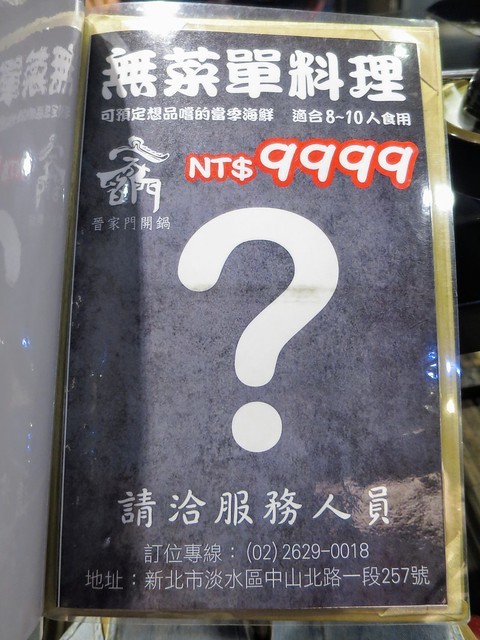 無菜單料理
可預定想品嚐的當季海鮮 適合8~10人食用
NT$9999
晉家門開鍋
?
請洽服務人員
訂位專線：(02)2629-0018
地址：新北市淡水區中山北路一段257號